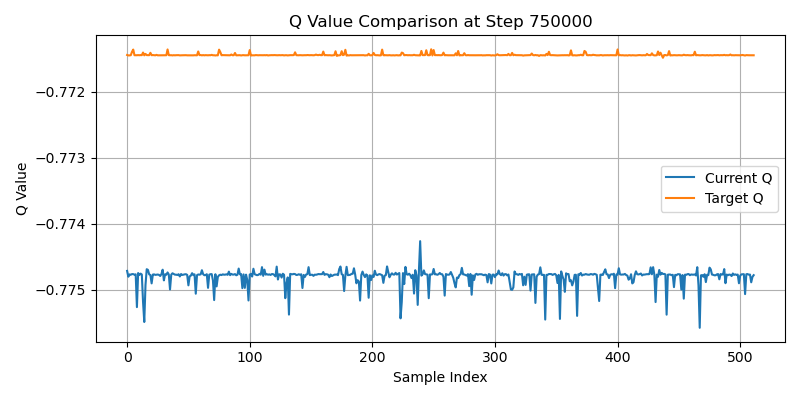 Q Value Comparison at Step 750000
−0.772
−0.773
−0.774
−0.775
Q Value
Current Q
Target Q
0
100
200
300
400
500
Sample Index